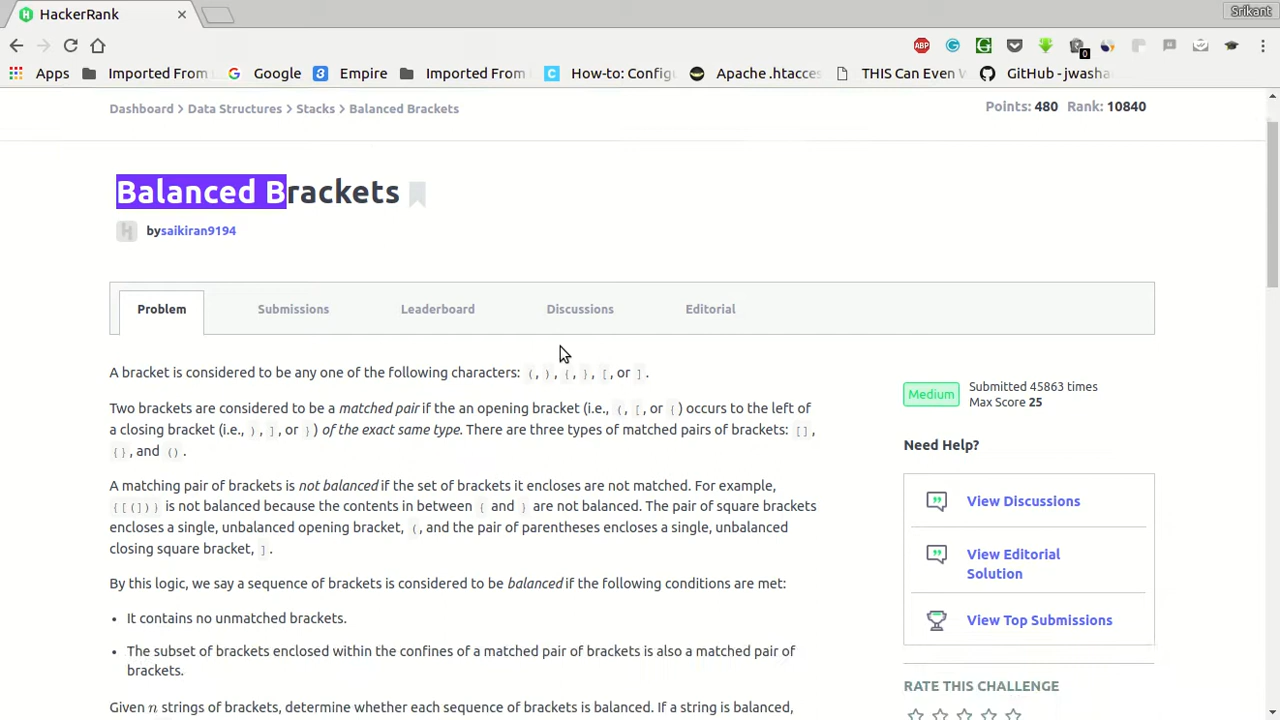 HackerRank
Srikant
ABP
0
Apps Imported From Google Empire Imported From How-to: Config Apache .htacces THIS Can Even GitHub - jwasha
Dashboard > Data Structures > Stacks > Balanced Brackets
Points: 480 Rank: 10840
Balanced Brackets
bysaikiran9194
Problem Submissions Leaderboard Discussions Editorial
A bracket is considered to be any one of the following characters: (, ), {, }, [, or ].
Two brackets are considered to be a matched pair if the an opening bracket (i.e., (, [, or {) occurs to the left of
a closing bracket (i.e., ), ], or }) of the exact same type. There are three types of matched pairs of brackets: [],
{}, and ().
A matching pair of brackets is not balanced if the set of brackets it encloses are not matched. For example,
{[(])} is not balanced because the contents in between { and } are not balanced. The pair of square brackets
encloses a single, unbalanced opening bracket, (, and the pair of parentheses encloses a single, unbalanced
closing square bracket, ].
By this logic, we say a sequence of brackets is considered to be balanced if the following conditions are met:
• It contains no unmatched brackets.
• The subset of brackets enclosed within the confines of a matched pair of brackets is also a matched pair of
brackets.
Given n strings of brackets, determine whether each sequence of brackets is balanced. If a string is balanced,
Medium
Submitted 45863 times
Max Score 25
Need Help?
View Discussions
View Editorial
Solution
View Top Submissions
RATE THIS CHALLENGE